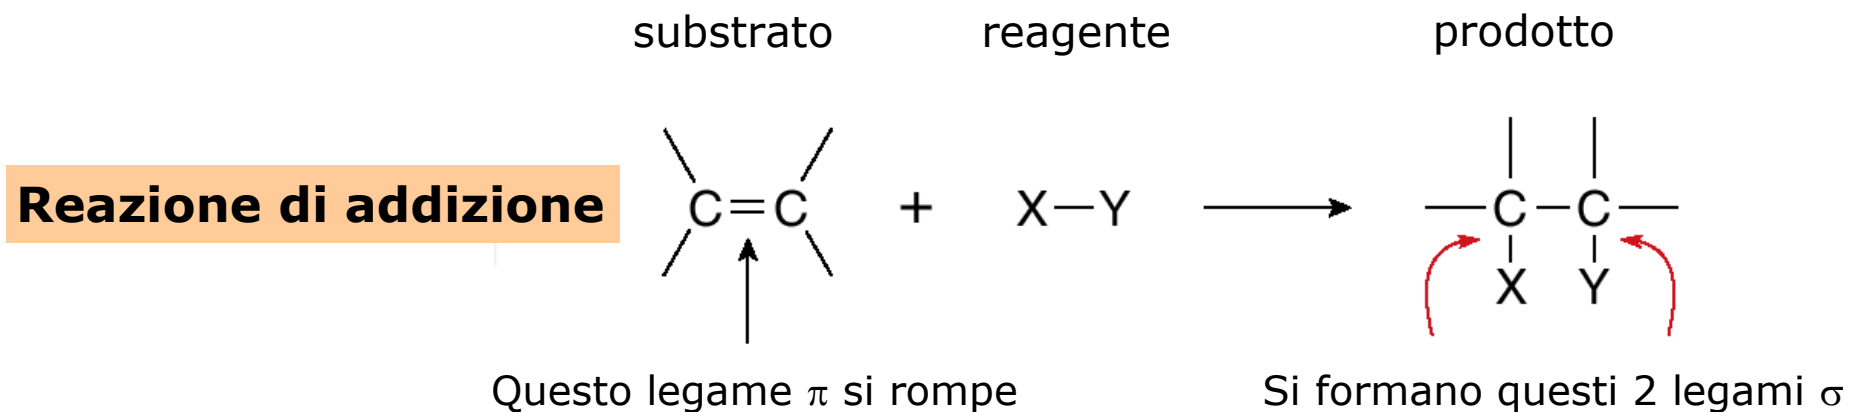 substrato reagente prodotto
Reazione di addizione C=C + X—Y → —C—C—
X Y
Questo legame π si rompe Si formano questi 2 legami σ